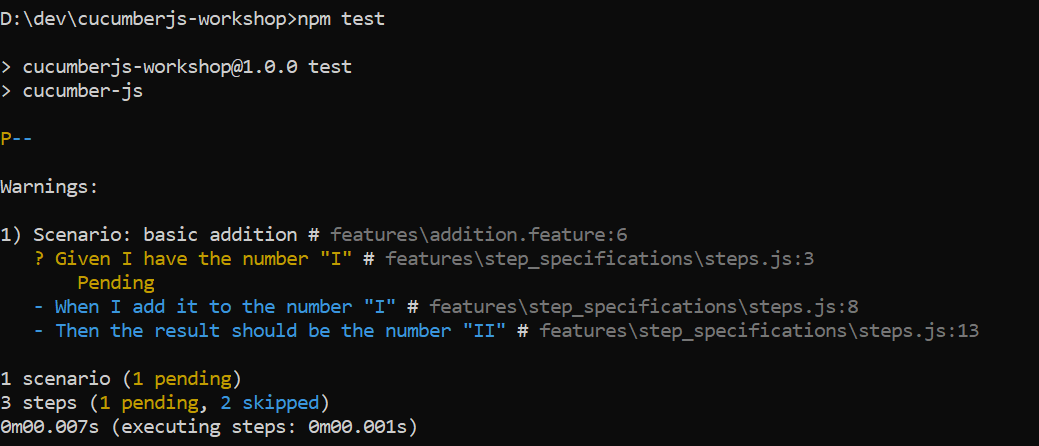 D:\dev\cucumberjs-workshop>npm test
> cucumberjs-workshop@1.0.0 test
> cucumber-js
P--
Warnings:
1) Scenario: basic addition # features\addition.feature:6
? Given I have the number "I" # features\step_specifications\steps.js:3
Pending
- When I add it to the number "I" # features\step_specifications\steps.js:8
- Then the result should be the number "II" # features\step_specifications\steps.js:13
1 scenario (1 pending)
3 steps (1 pending, 2 skipped)
0m00.007s (executing steps: 0m00.001s)